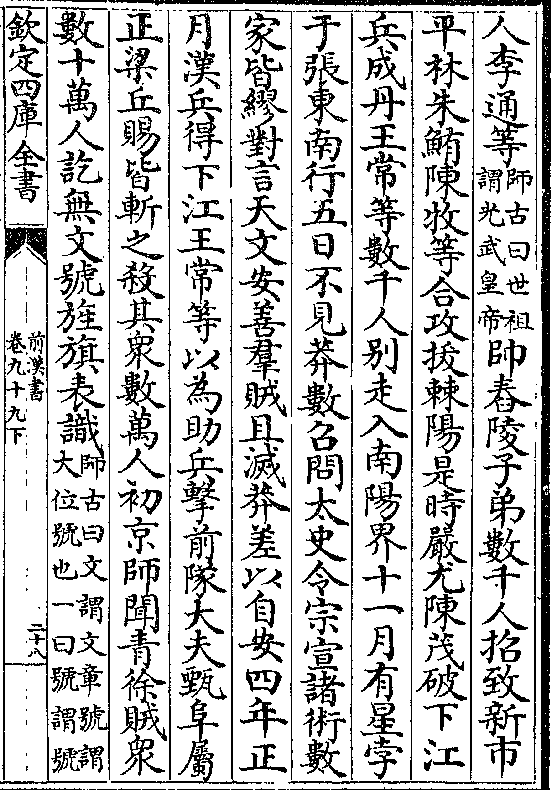 人李通等師古曰世祖謂光武皇帝帥舂陵子弟數千人招致新市
平林朱鮪陳牧等合攻拔棘陽是時嚴尤陳茂破下江
兵成丹王常等數千人别走入南陽界十一月有星孛
于張東南行五日不見莽數召問太史令宗宣諸術數
家皆繆對言天文安善羣賊且滅莽差以自安四年正
月漢兵得下江王常等以為助兵擊前隊大夫甄阜屬
正梁丘賜皆斬之殺其衆數萬人初京師聞青徐賊衆
數十萬人訖無文號旌旗表識師古曰文謂文章號謂大位號也一曰號謂號
欽定四庫全書
前漢書
卷九十九下
二十八